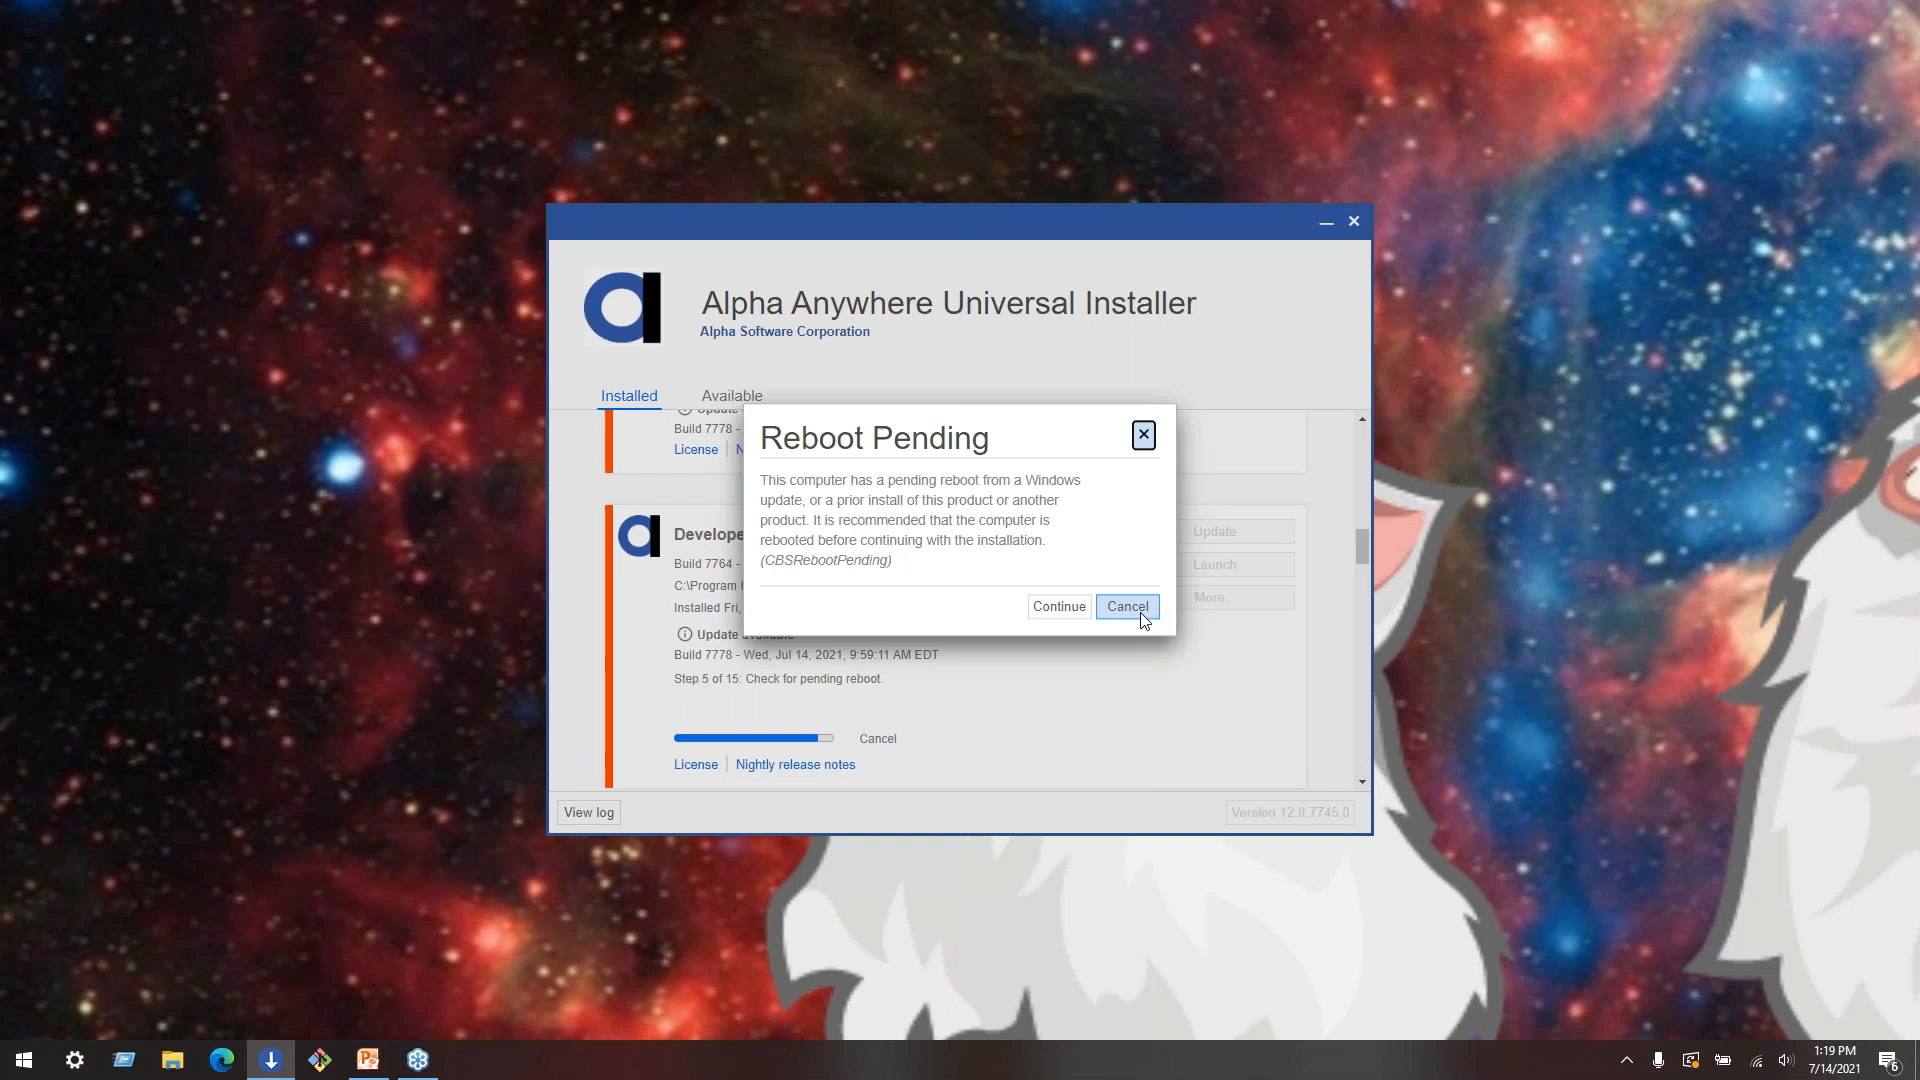 Alpha Anywhere Universal Installer
Alpha Software Corporation
Installed
Available
Update
Build 7778 -
License
N
Reboot Pending
This computer has a pending reboot from a Windows
update, or a prior install of this product or another
product. It is recommended that the computer is
rebooted before continuing with the installation.
(CBSRebootPending)
Continue
Cancel
Develope
Build 7764 -
C:\Program
Installed Fri,
Update available
Build 7778 - Wed, Jul 14, 2021, 9:59:11 AM EDT
Step 5 of 15: Check for pending reboot.
Cancel
License
Nightly release notes
Update
Launch
More..
View log
Version 12.0.7745.0
1:19 PM
7/14/2021
6